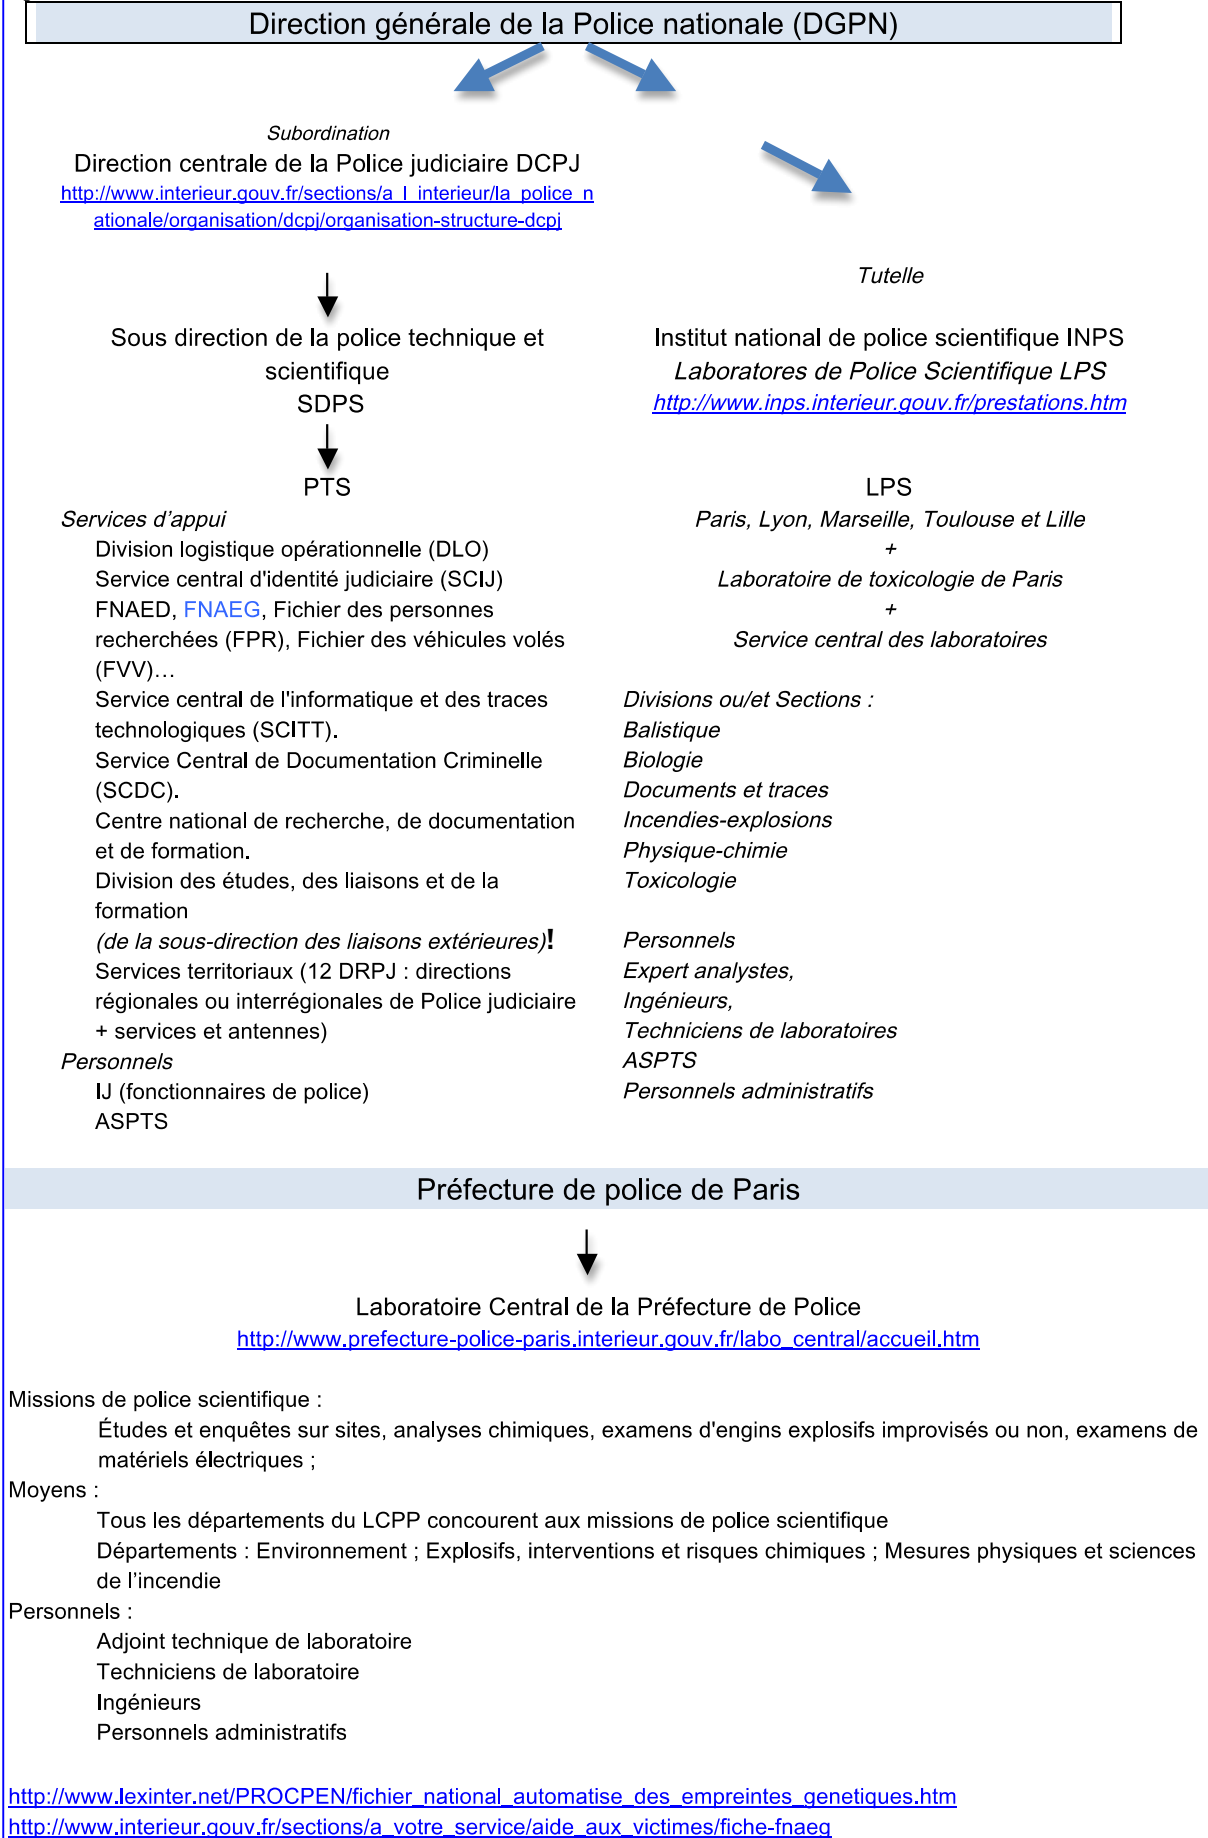 Direction générale de la Police nationale (DGPN)
Subordination
Direction centrale de la Police judiciaire DCPJ
http://www.interieur.gouv.fr/sections/a_l_interieur/la_police_n
ationale/organisation/dcpj/organisation-structure-dcpj
Tutelle
Sous direction de la police technique et
scientifique
SDPS
Institut national de police scientifique INPS
Laboratores de Police Scientifique LPS
http://www.inps.interieur.gouv.fr/prestations.htm
PTS
Services d'appui
Division logistique opérationnelle (DLO)
Service central d'identité judiciaire (SCIJ)
FNAED, FNAEG, Fichier des personnes
recherchées (FPR), Fichier des véhicules volés
(FVV)…
Service central de l'informatique et des traces
technologiques (SCITT).
Service Central de Documentation Criminelle
(SCDC).
Centre national de recherche, de documentation
et de formation.
Division des études, des liaisons et de la
formation
(de la sous-direction des liaisons extérieures)!
Services territoriaux (12 DRPJ : directions
régionales ou interrégionales de Police judiciaire
+ services et antennes)
Personnels
IJ (fonctionnaires de police)
ASPTS
LPS
Paris, Lyon, Marseille, Toulouse et Lille
+
Laboratoire de toxicologie de Paris
+
Service central des laboratoires
Divisions ou/et Sections :
Balistique
Biologie
Documents et traces
Incendies-explosions
Physique-chimie
Toxicologie
Personnels
Expert analystes,
Ingénieurs,
Techniciens de laboratoires
ASPTS
Personnels administratifs
Préfecture de police de Paris
Laboratoire Central de la Préfecture de Police
http://www.prefecture-police-paris.interieur.gouv.fr/labo_central/accueil.htm
Missions de police scientifique :
Études et enquêtes sur sites, analyses chimiques, examens d'engins explosifs improvisés ou non, examens de
matériels électriques ;
Moyens :
Tous les départements du LCPP concourent aux missions de police scientifique
Départements : Environnement ; Explosifs, interventions et risques chimiques ; Mesures physiques et sciences
de l'incendie
Personnels :
Adjoint technique de laboratoire
Techniciens de laboratoire
Ingénieurs
Personnels administratifs
http://www.lexinter.net/PROCPEN/fichier_national_automatise_des_empreintes_genetiques.htm
http://www.interieur.gouv.fr/sections/a_votre_service/aide_aux_victimes/fiche-fnaeg